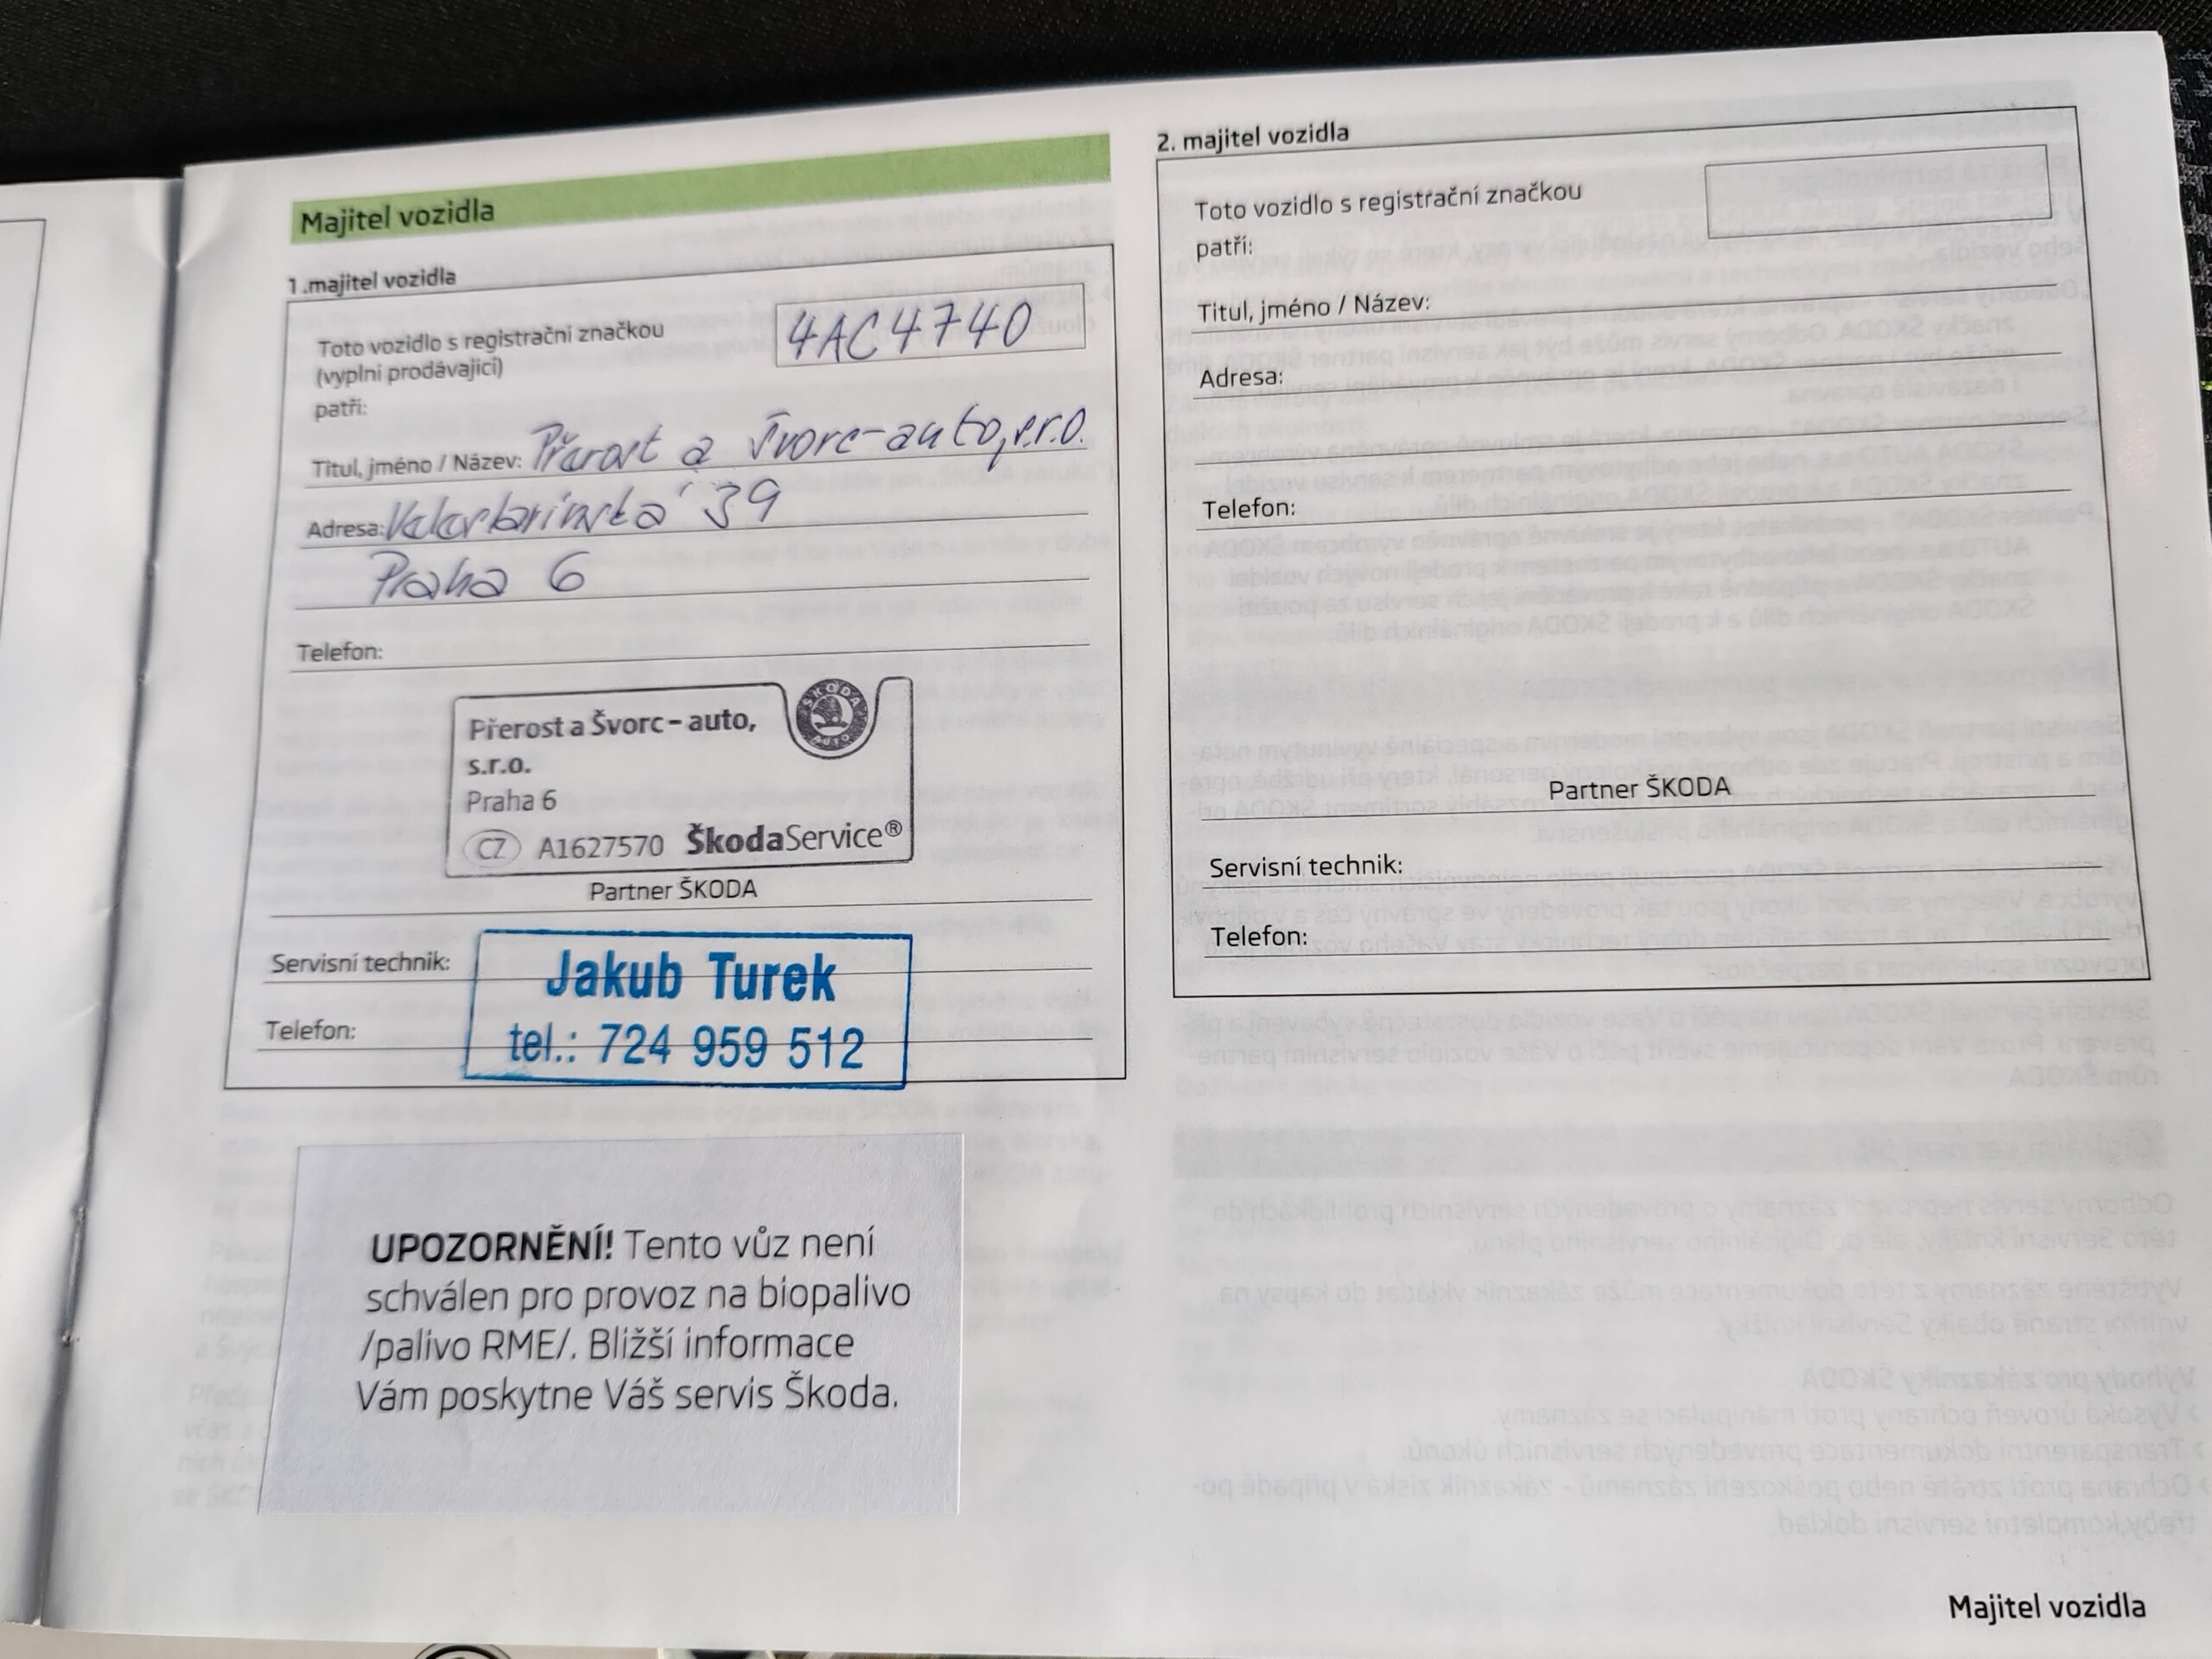 Majitel vozidla
1.majitel vozidla
Toto vozidlo s registrační značkou
(vyplní prodávající)
4AC4740
patří:
Titul, jméno / Název: Přerost a Švorc-auto, s.r.o.
Adresa: 39
Praha 6
Telefon:
Přerost a Švorc - auto,
s.r.o.
Praha 6
CZ A1627570 ŠkodaService®
ŠKODA AUTO
Partner ŠKODA
Servisní technik: Jakub Turek
Telefon: tel.: 724 959 512
UPOZORNĚNÍ! Tento vůz není
schválen pro provoz na biopalivo
/palivo RME/. Bližší informace
Vám poskytne Váš servis Škoda.
2. majitel vozidla
Toto vozidlo s registrační značkou
patří:
Titul, jméno / Název:
Adresa:
Telefon:
Partner ŠKODA
Servisní technik:
Telefon:
Majitel vozidla